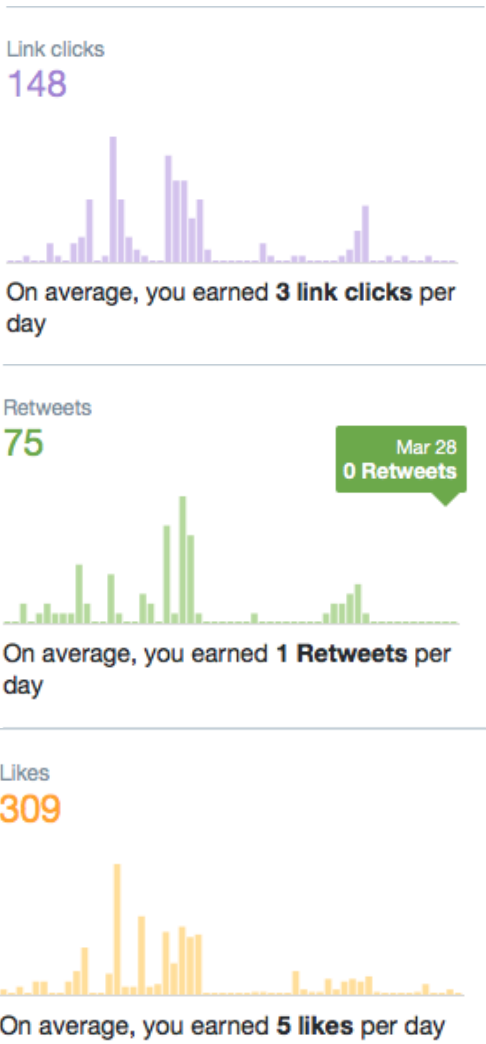 Link clicks
148
On average, you earned 3 link clicks per
day
Retweets
75
Mar 28
0 Retweets
On average, you earned 1 Retweets per
day
Likes
309
On average, you earned 5 likes per day